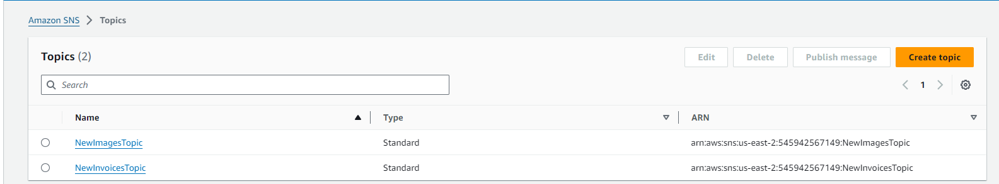 Amazon SNS > Topics
Topics (2) Edit Delete Publish message Create topic
Search 1
Name Type ARN
NewImagesTopic Standard arn:aws:sns:us-east-2:545942567149:NewImagesTopic
NewInvoicesTopic Standard arn:aws:sns:us-east-2:545942567149:NewInvoicesTopic